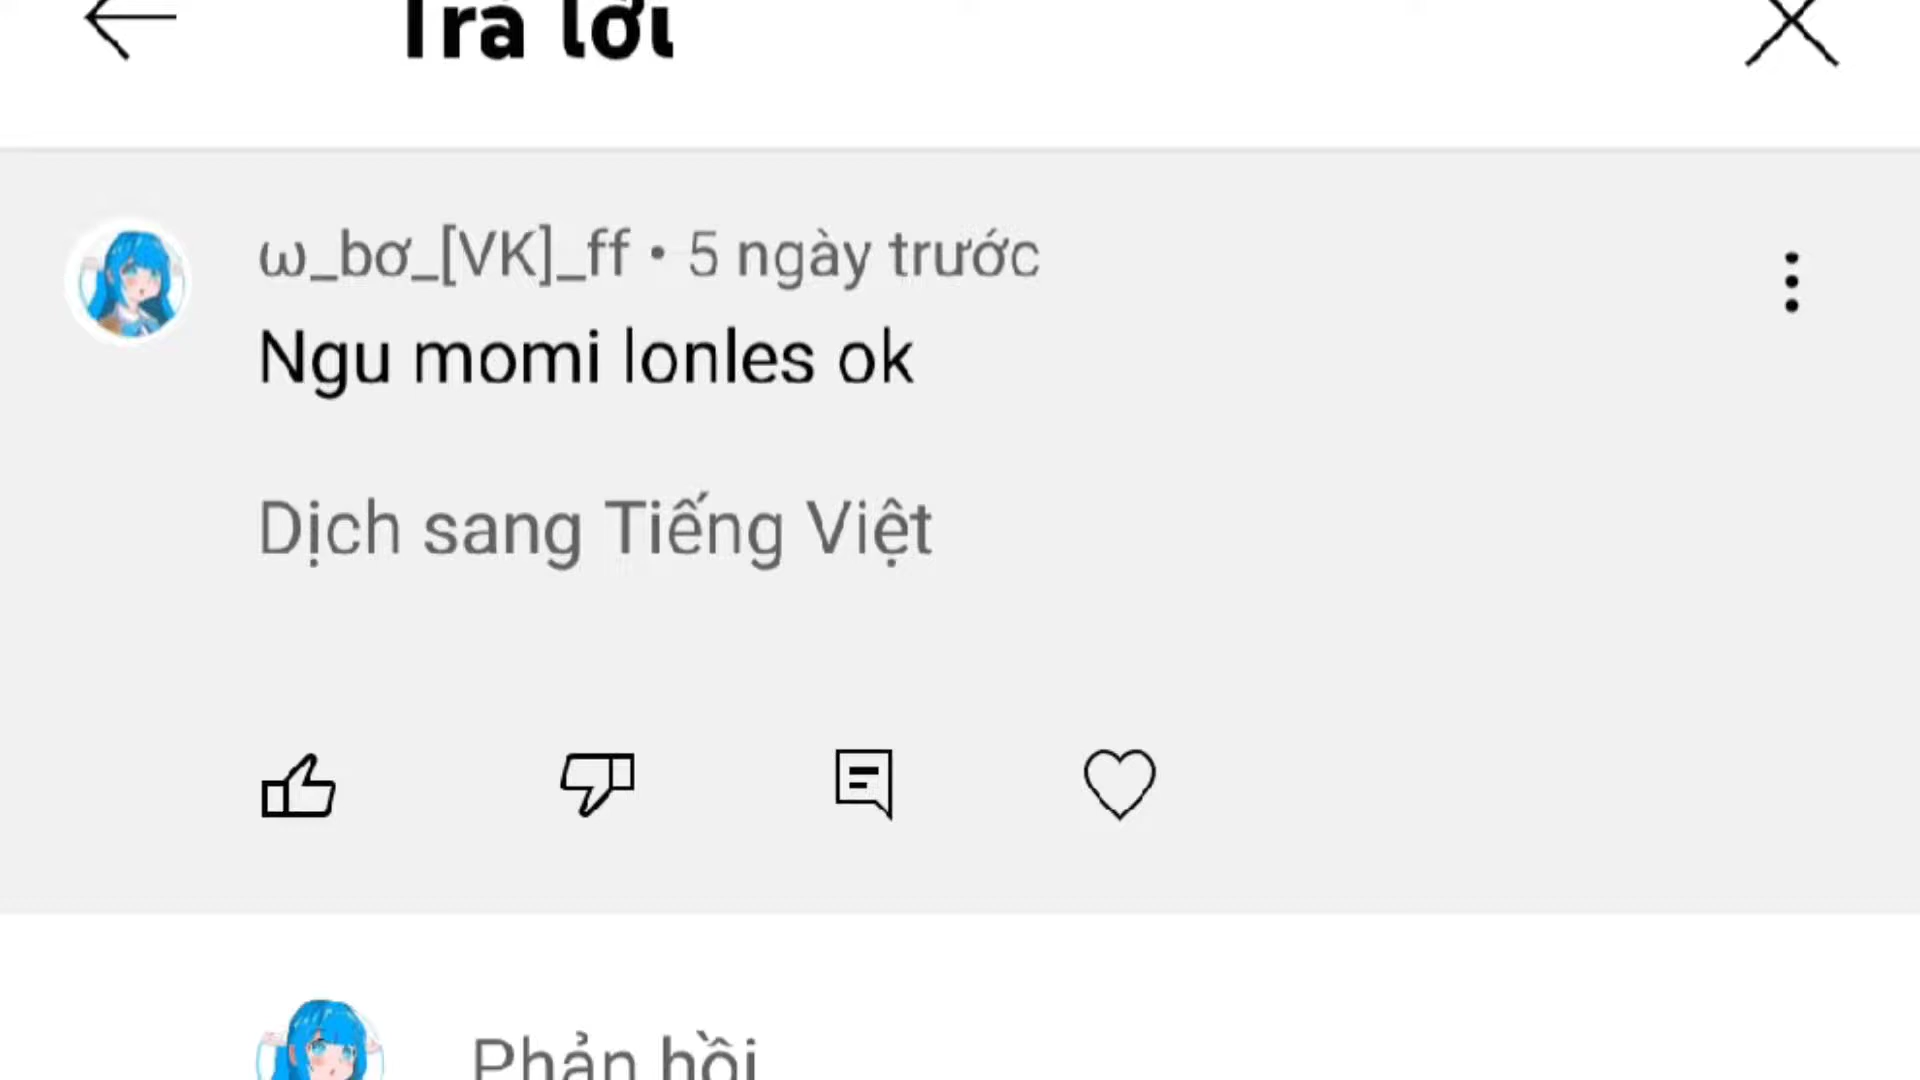 Trả lời
ω_bơ_[VK]_ff • 5 ngày trước
Ngu momi lonles ok
Dịch sang Tiếng Việt
Phản hồi